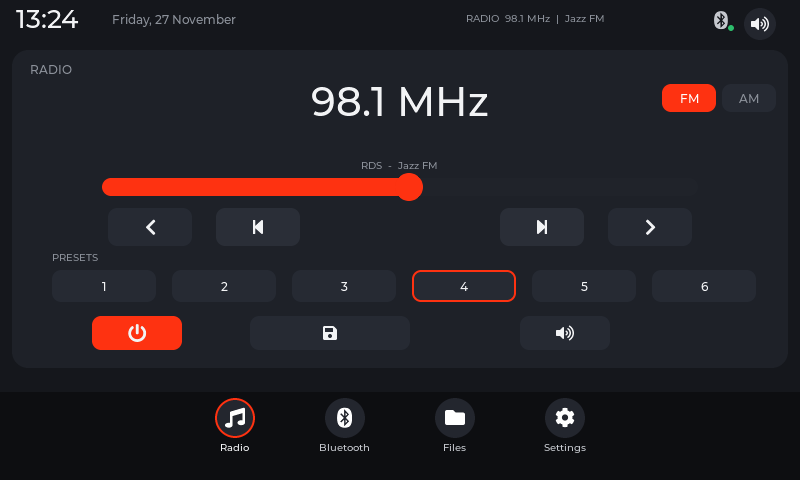 13:24 Friday, 27 November RADIO 98.1 MHz | Jazz FM
RADIO
98.1 MHz
FM AM
RDS - Jazz FM
PRESETS
1 2 3 4 5 6
Radio Bluetooth Files Settings